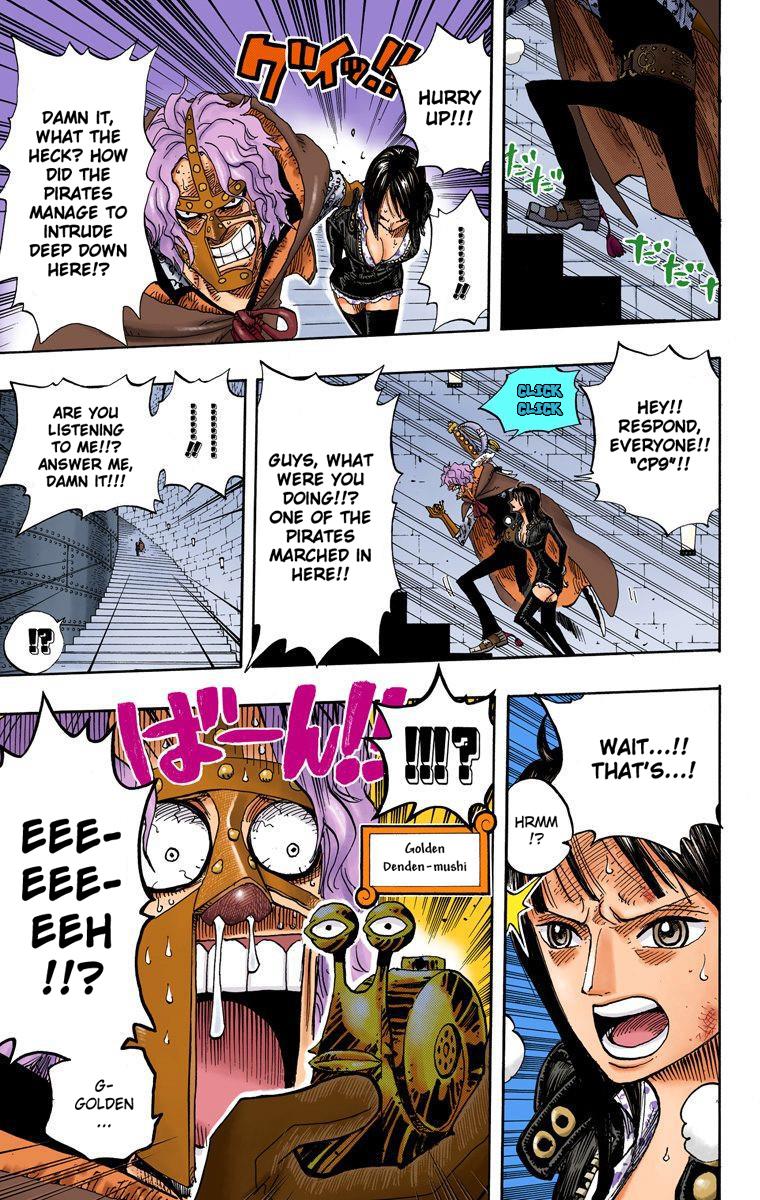 だだっ
だだだっ
グイッ!!
HURRY
UP!!!
!!
DAMN IT,
WHAT THE
HECK? HOW
DID THE
PIRATES
MANAGE TO
INTRUDE
DEEP DOWN
HERE!?
HEY!!
RESPOND,
EVERYONE!!
"CP9"!!
CLICK
CLICK
GUYS, WHAT
WERE YOU
DOING!!?
ONE OF THE
PIRATES
MARCHED IN
HERE!!
!!
ARE YOU
LISTENING
TO ME!!?
ANSWER ME,
DAMN IT!!!
!?
WAIT...!!
THAT'S...!
HRMM
!?
!!!?
ばーん!!
Golden
Denden-mushi
EEE-
EEE-
EEH
!!?
G-
GOLDEN
...